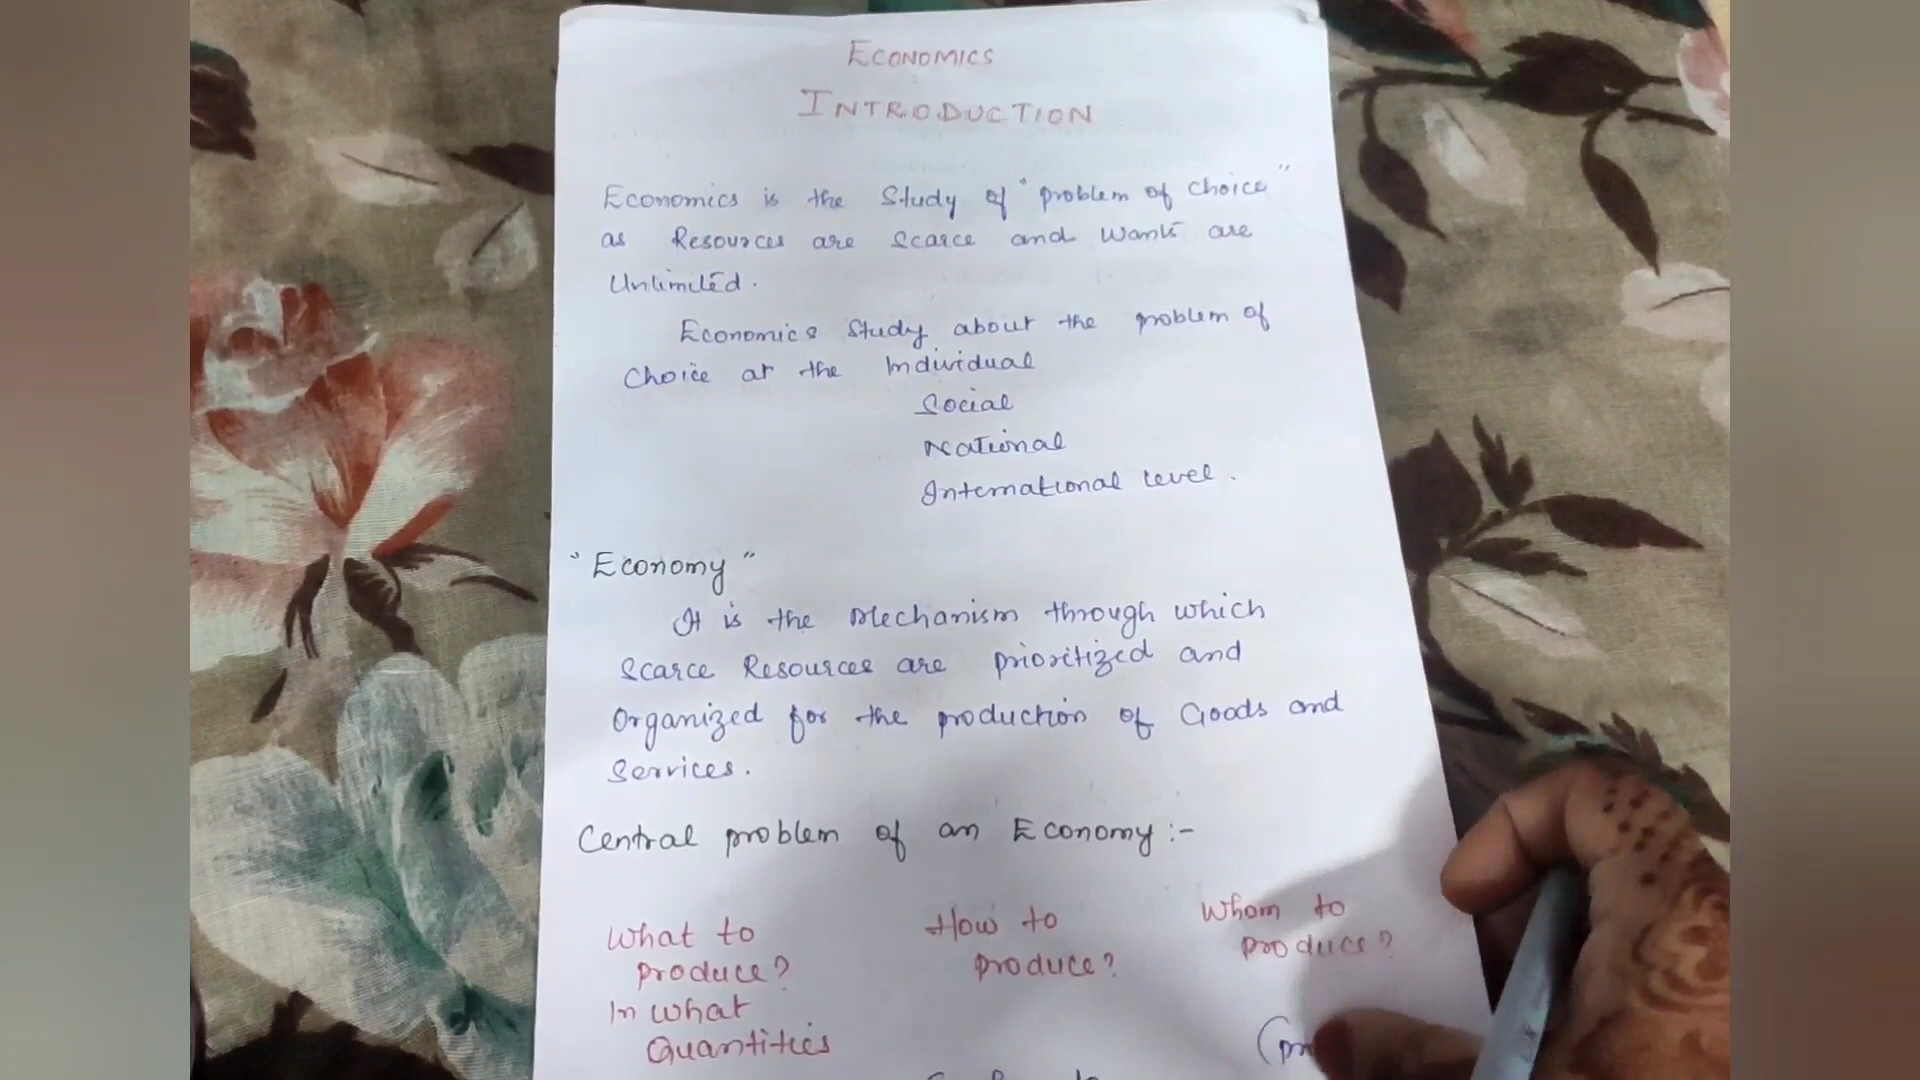 ECONOMICS
INTRODUCTION
Economics is the Study of "problem of choice"
as Resources are Scarce and Wants are
Unlimited.
Economics Study about the problem of
Choice at the Individual
Social
National
International level.
"Economy"
It is the Mechanism through which
Scarce Resources are prioritized and
Organized for the production of Goods and
Services.
Central problem of an Economy :-
What to How to Whom to
produce? produce? produce?
In what
Quantities